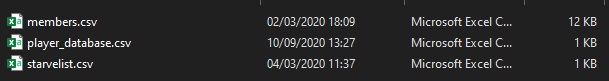 members.csv 02/03/2020 18:09 Microsoft Excel C... 12 KB
player_database.csv 10/09/2020 13:27 Microsoft Excel C... 1 KB
starvelist.csv 04/03/2020 11:37 Microsoft Excel C... 1 KB